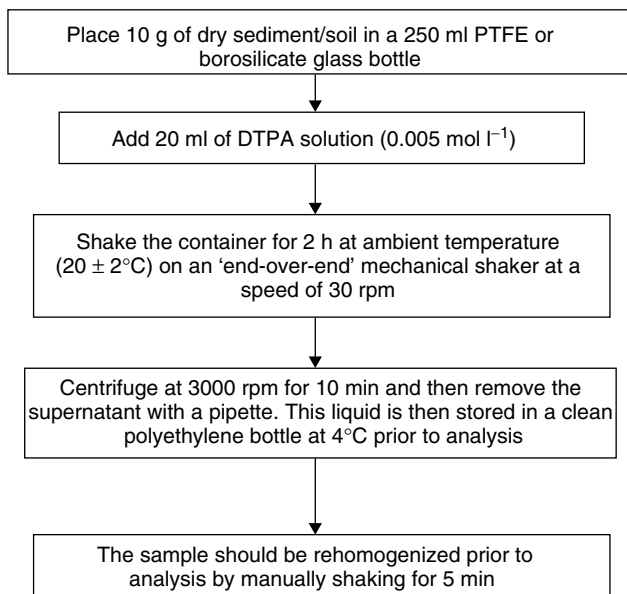 Place 10 g of dry sediment/soil in a 250 ml PTFE or
borosilicate glass bottle
Add 20 ml of DTPA solution (0.005 mol l⁻¹)
Shake the container for 2 h at ambient temperature
(20 ± 2°C) on an ‘end-over-end’ mechanical shaker at a
speed of 30 rpm
Centrifuge at 3000 rpm for 10 min and then remove the
supernatant with a pipette. This liquid is then stored in a clean
polyethylene bottle at 4°C prior to analysis
The sample should be rehomogenized prior to
analysis by manually shaking for 5 min